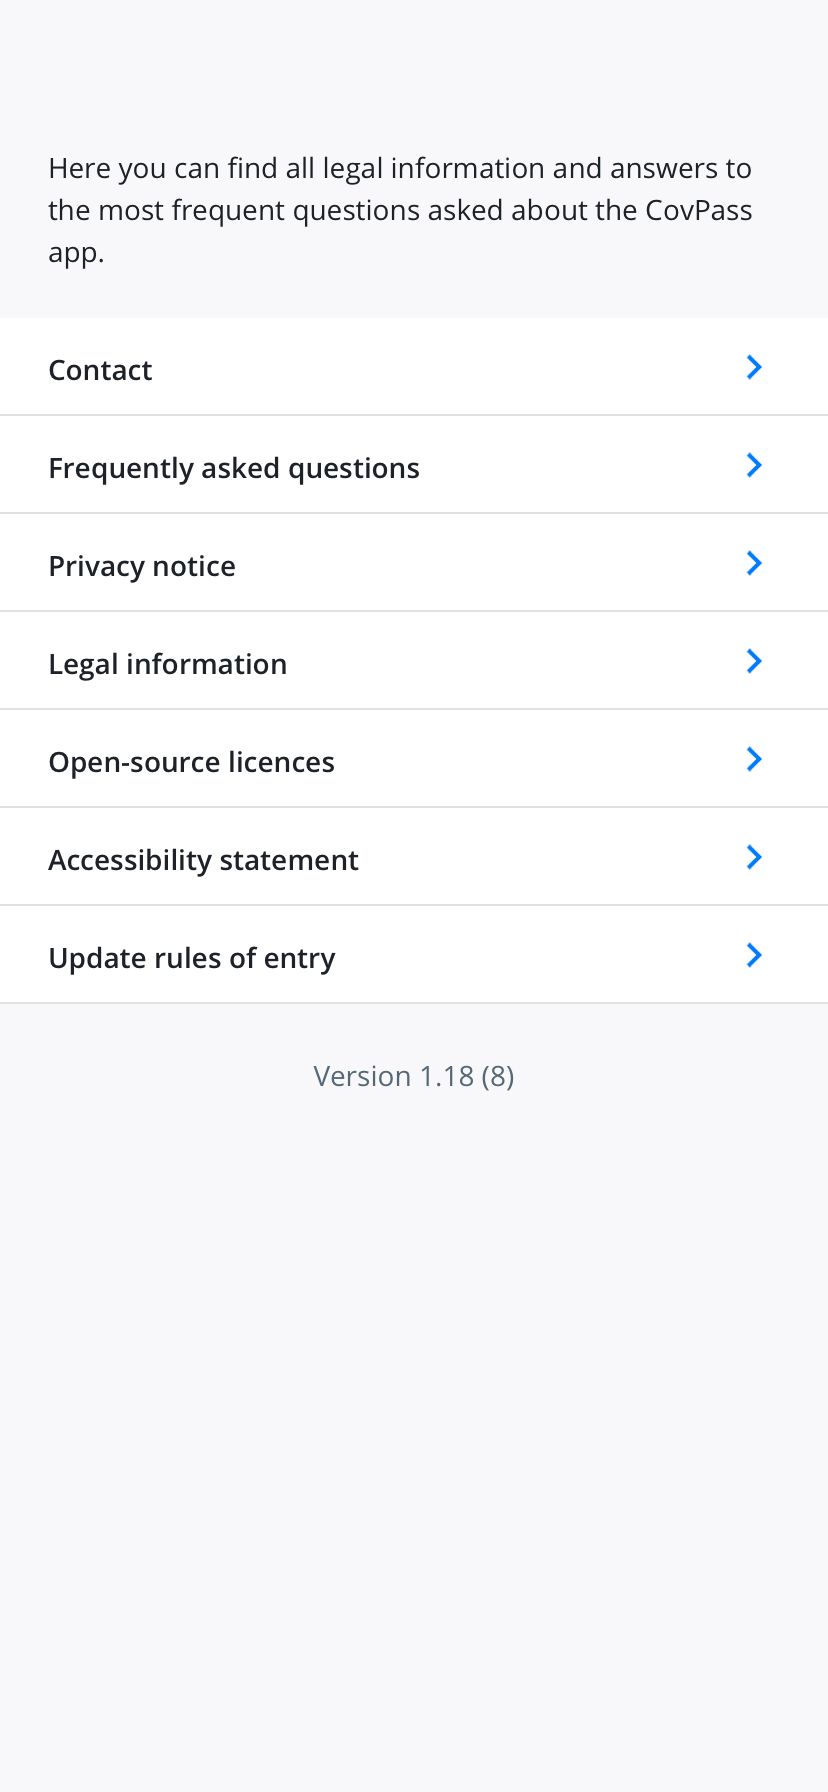 Here you can find all legal information and answers to
the most frequent questions asked about the CovPass
app.
Contact
Frequently asked questions
Privacy notice
Legal information
Open-source licences
Accessibility statement
Update rules of entry
Version 1.18 (8)